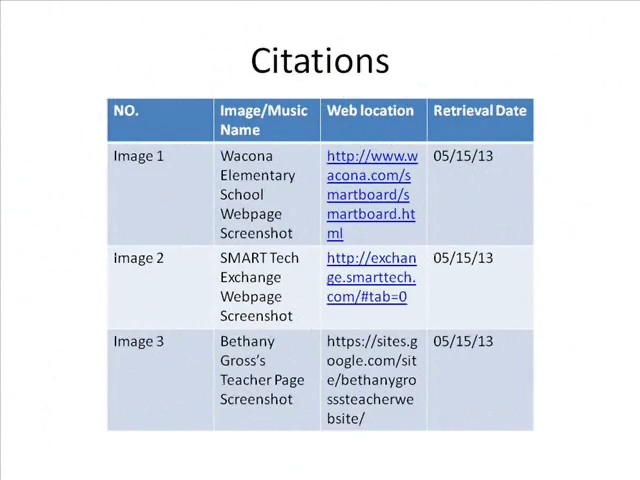 Citations
NO.
Image/Music
Name
Web location
Retrieval Date
Image 1
Wacona
Elementary
School
Webpage
Screenshot
http://www.w
acona.com/s
martboard/s
martboard.ht
ml
05/15/13
Image 2
SMART Tech
Exchange
Webpage
Screenshot
http://exchan
ge.smarttech.
com/#tab=0
05/15/13
Image 3
Bethany
Gross's
Teacher Page
Screenshot
https://sites.g
oogle.com/sit
e/bethanygro
sssteacherwe
bsite/
05/15/13